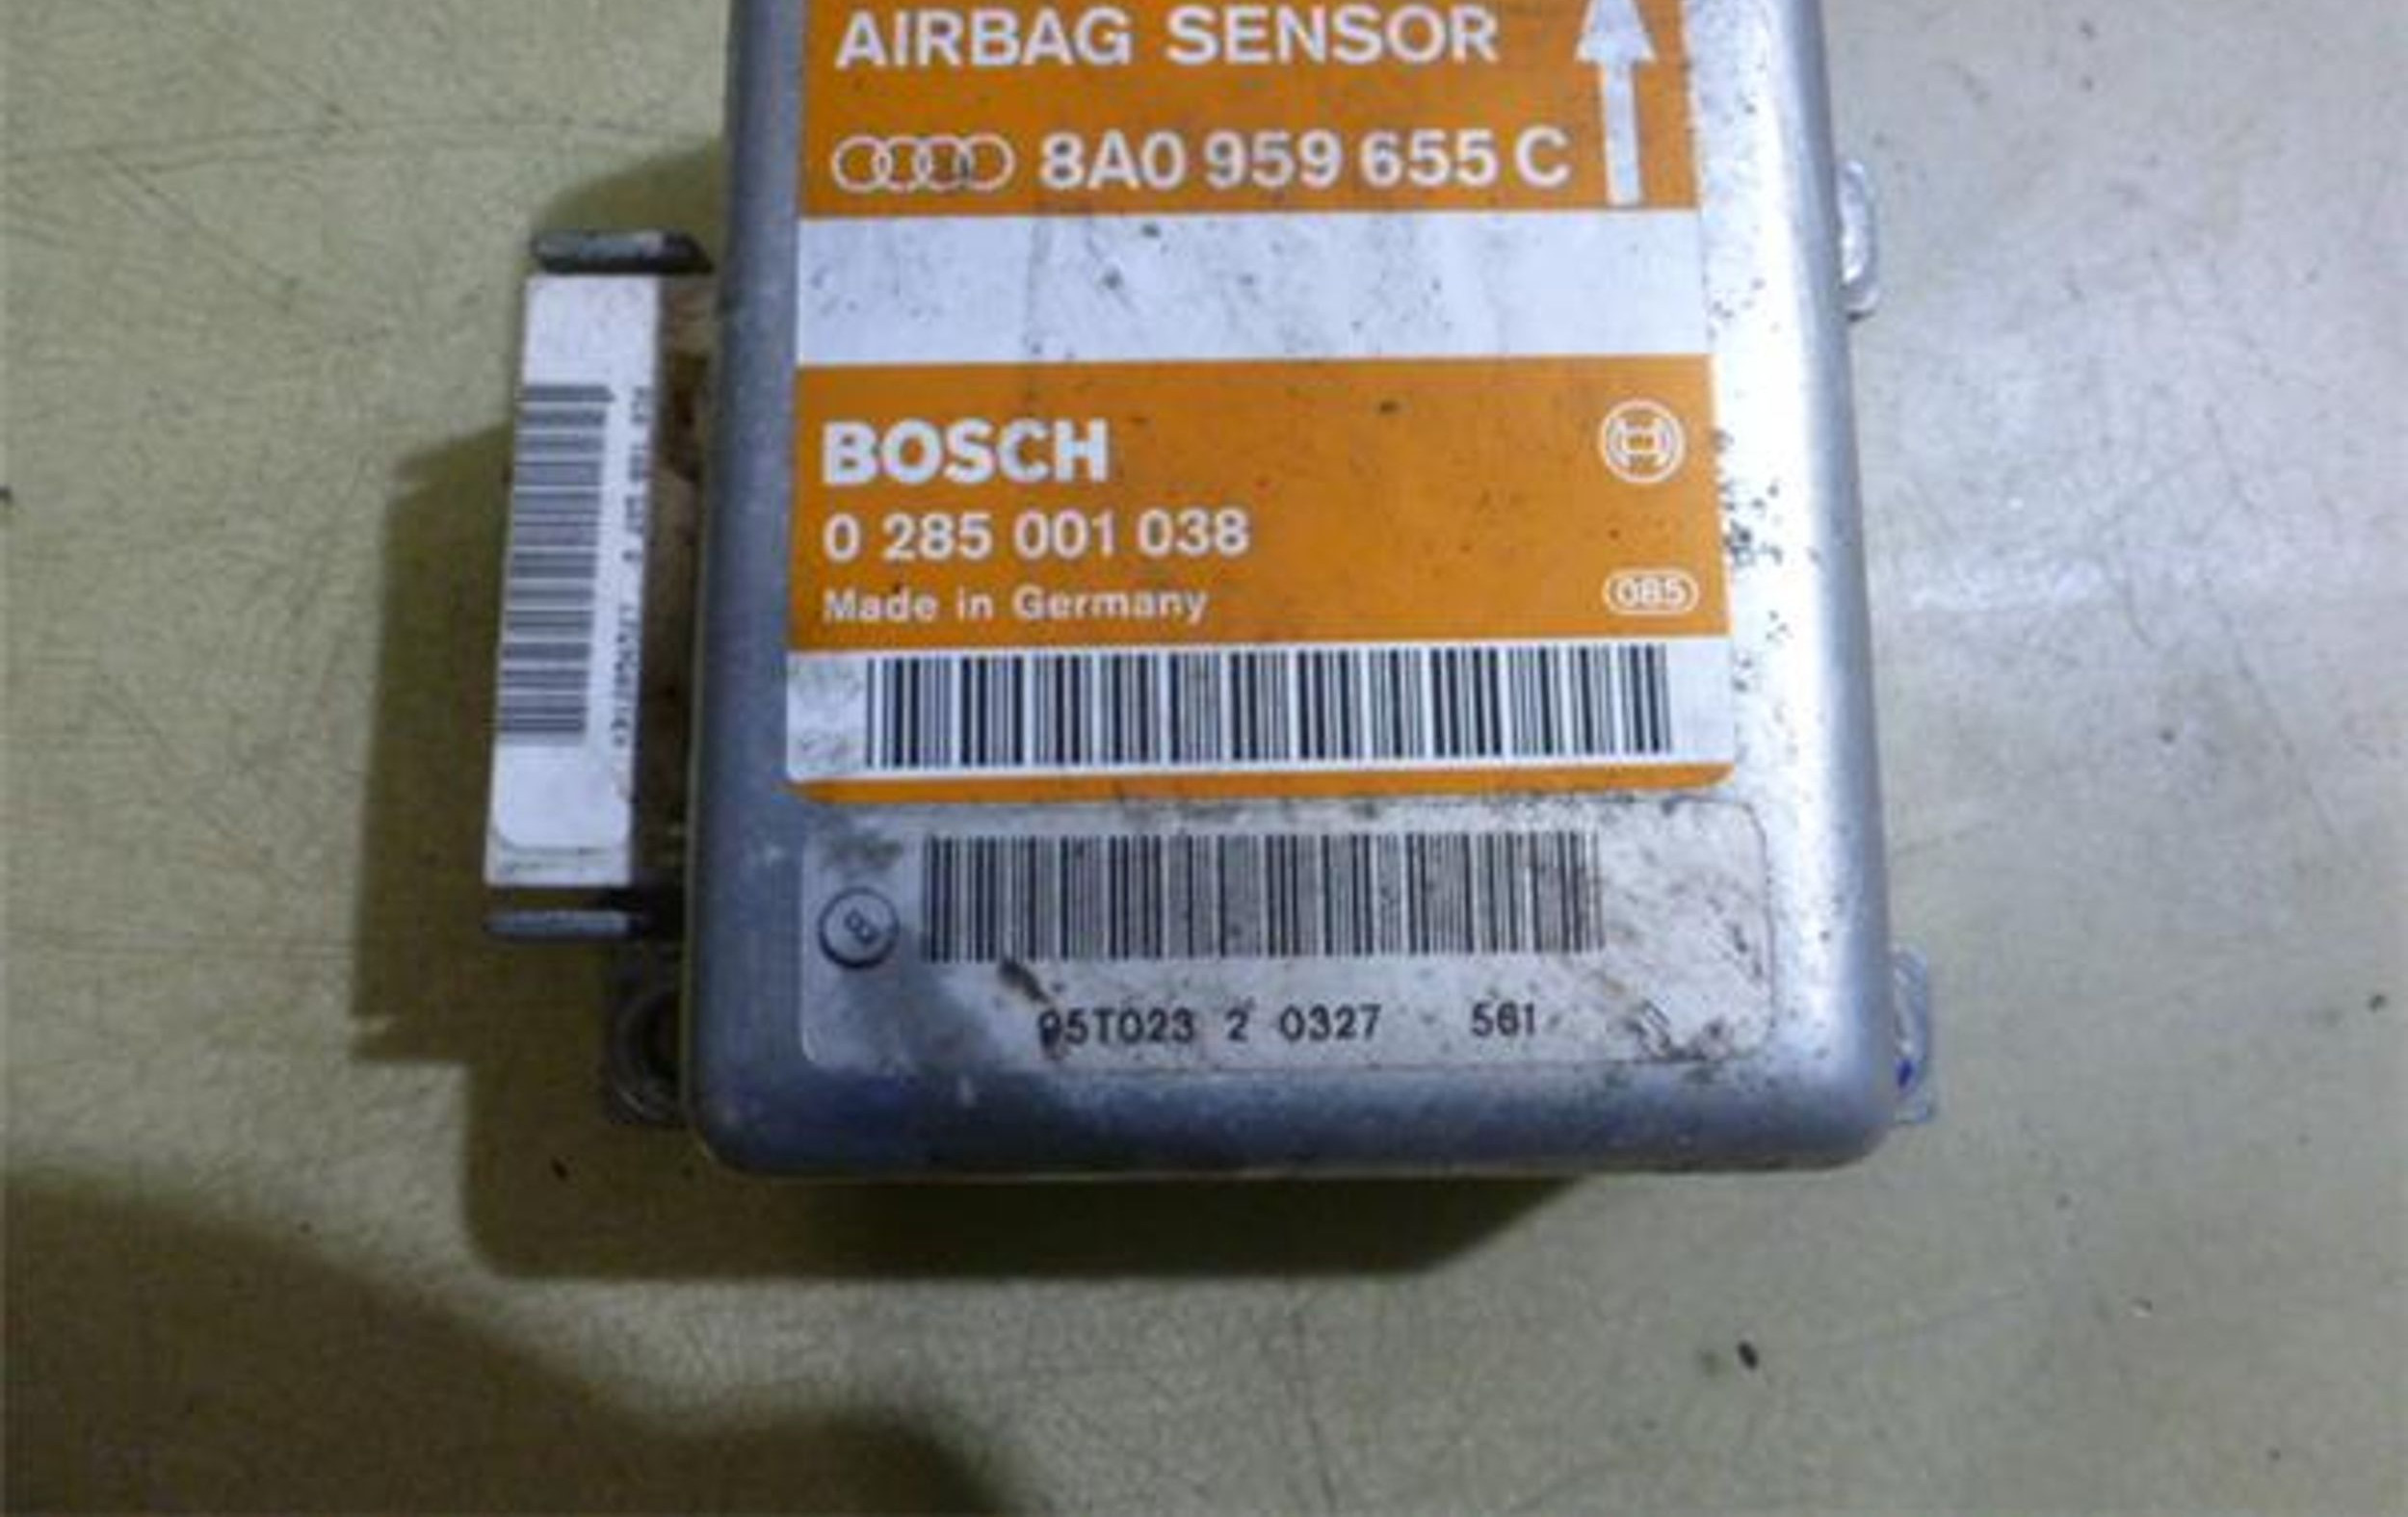 AIRBAG SENSOR
8A0 959 655 C
BOSCH
0 285 001 038
Made in Germany
085
B
95T023 2 0327 561